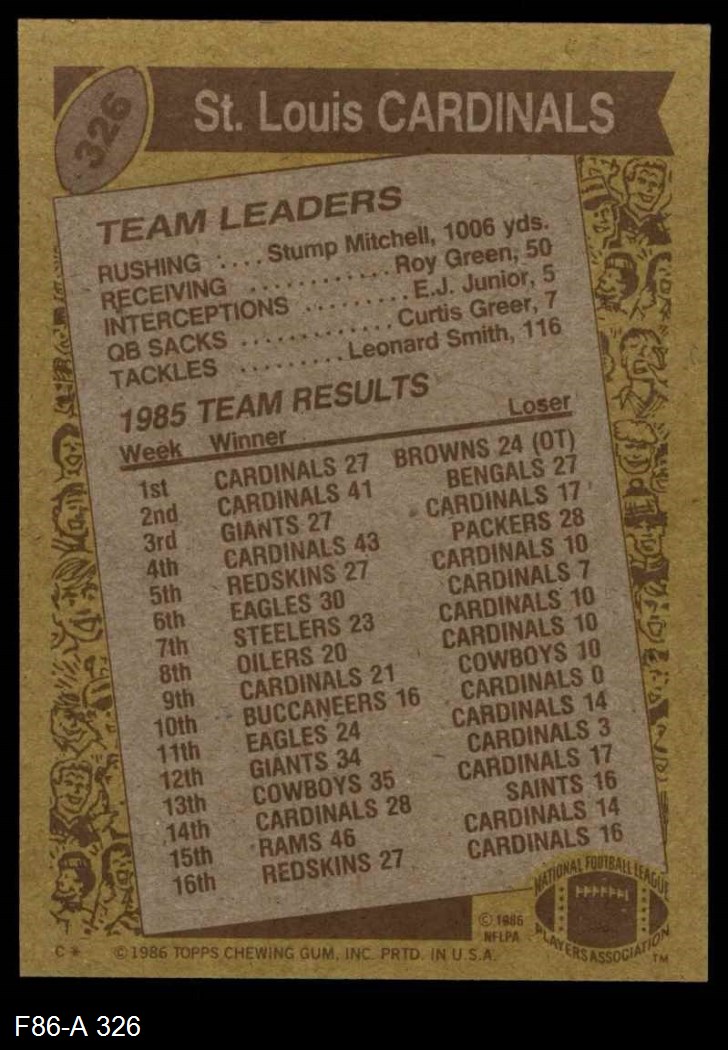 326
St. Louis CARDINALS
TEAM LEADERS
RUSHING .... Stump Mitchell, 1006 yds.
RECEIVING ............ Roy Green, 50
INTERCEPTIONS ......... E.J. Junior, 5
QB SACKS ............. Curtis Greer, 7
TACKLES ......... Leonard Smith, 116
1985 TEAM RESULTS
Week Winner Loser
1st CARDINALS 27 BROWNS 24 (OT)
2nd CARDINALS 41 BENGALS 27
3rd GIANTS 27 CARDINALS 17
4th CARDINALS 43 PACKERS 28
5th REDSKINS 27 CARDINALS 10
6th EAGLES 30 CARDINALS 7
7th STEELERS 23 CARDINALS 10
8th OILERS 20 CARDINALS 10
9th CARDINALS 21 COWBOYS 10
10th BUCCANEERS 16 CARDINALS 0
11th EAGLES 24 CARDINALS 14
12th GIANTS 34 CARDINALS 3
13th COWBOYS 35 CARDINALS 17
14th CARDINALS 28 SAINTS 16
15th RAMS 46 CARDINALS 14
16th REDSKINS 27 CARDINALS 16
NATIONAL FOOTBALL LEAGUE
PLAYERS ASSOCIATION
TM
© 1986
NFLPA
C* © 1986 TOPPS CHEWING GUM, INC. PRTD. IN U.S.A.
F86-A 326